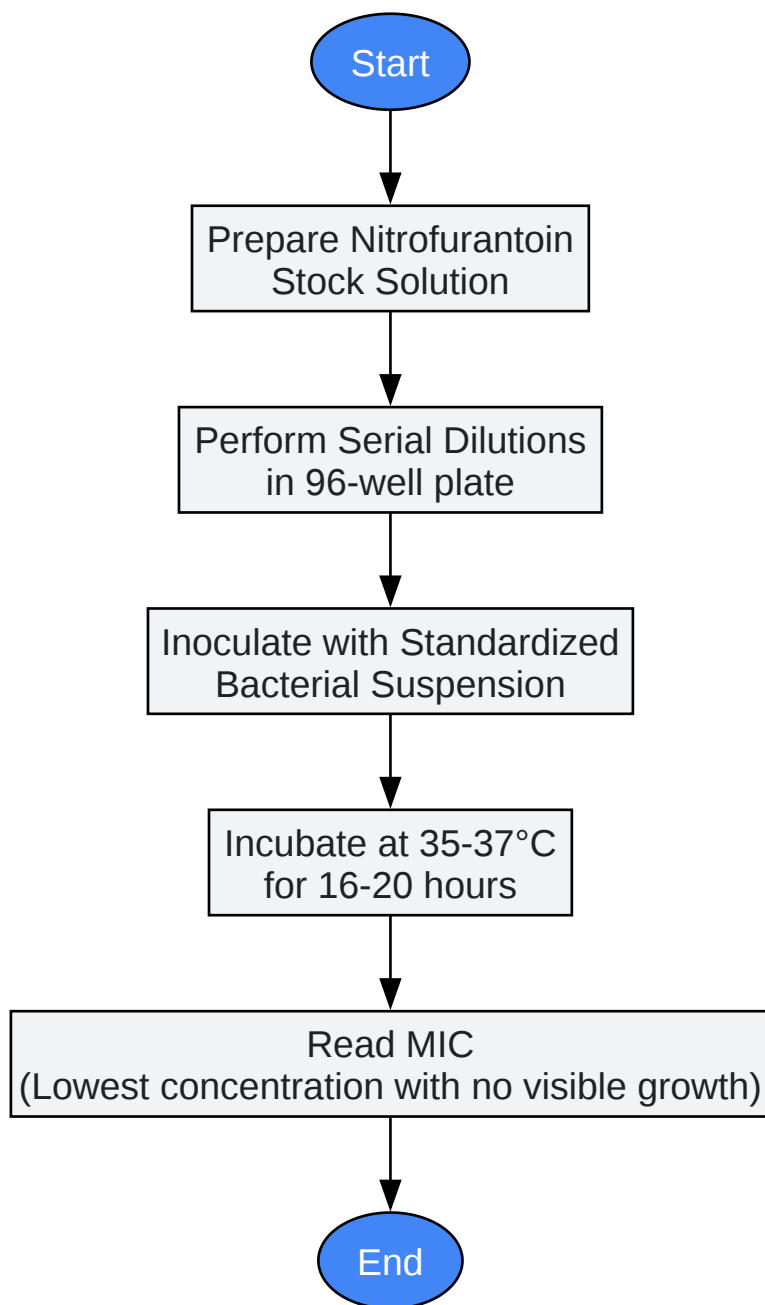 Start
Prepare Nitrofurantoin
Stock Solution
Perform Serial Dilutions
in 96-well plate
Inoculate with Standardized
Bacterial Suspension
Incubate at 35-37°C
for 16-20 hours
Read MIC
(Lowest concentration with no visible growth)
End